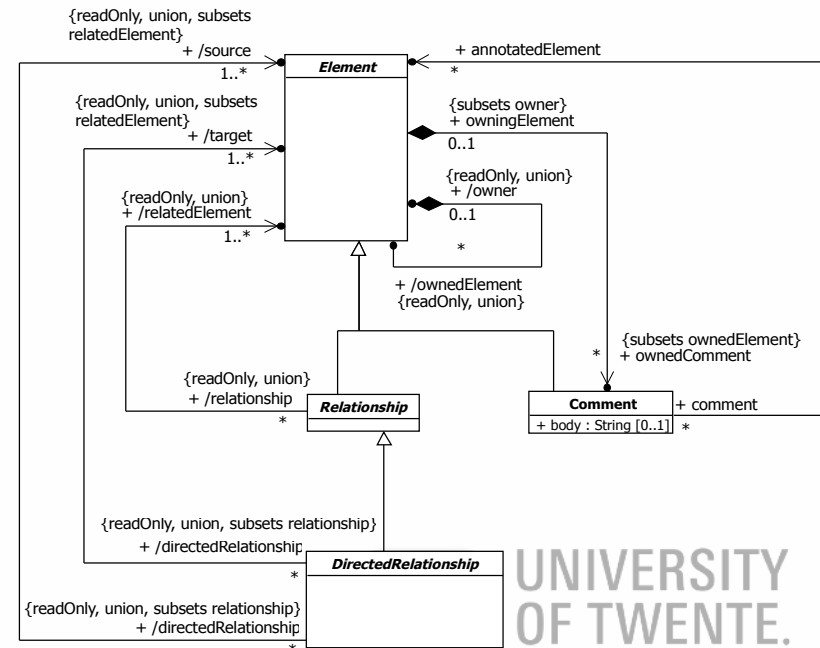 {readOnly, union, subsets
relatedElement}
+ /source
1..*
Element
+ annotatedElement
*
{readOnly, union, subsets
relatedElement}
+ /target
1..*
{subsets owner}
+ owningElement
0..1
{readOnly, union}
+ /owner
0..1
{readOnly, union}
+ /relatedElement
1..*
*
+ /ownedElement
{readOnly, union}
{subsets ownedElement}
* + ownedComment
{readOnly, union}
+ /relationship
*
Relationship
Comment
+ body : String [0..1]
+ comment
*
{readOnly, union, subsets relationship}
+ /directedRelationship
*
DirectedRelationship
{readOnly, union, subsets relationship}
+ /directedRelationship
*
UNIVERSITY
OF TWENTE.